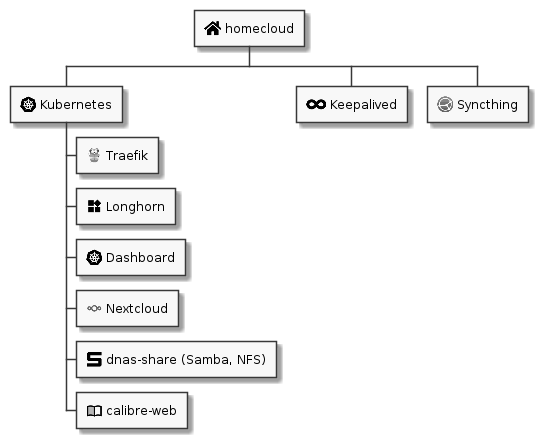 homecloud
Kubernetes
Keepalived
Syncthing
Traefik
Longhorn
Dashboard
Nextcloud
dnas-share (Samba, NFS)
calibre-web